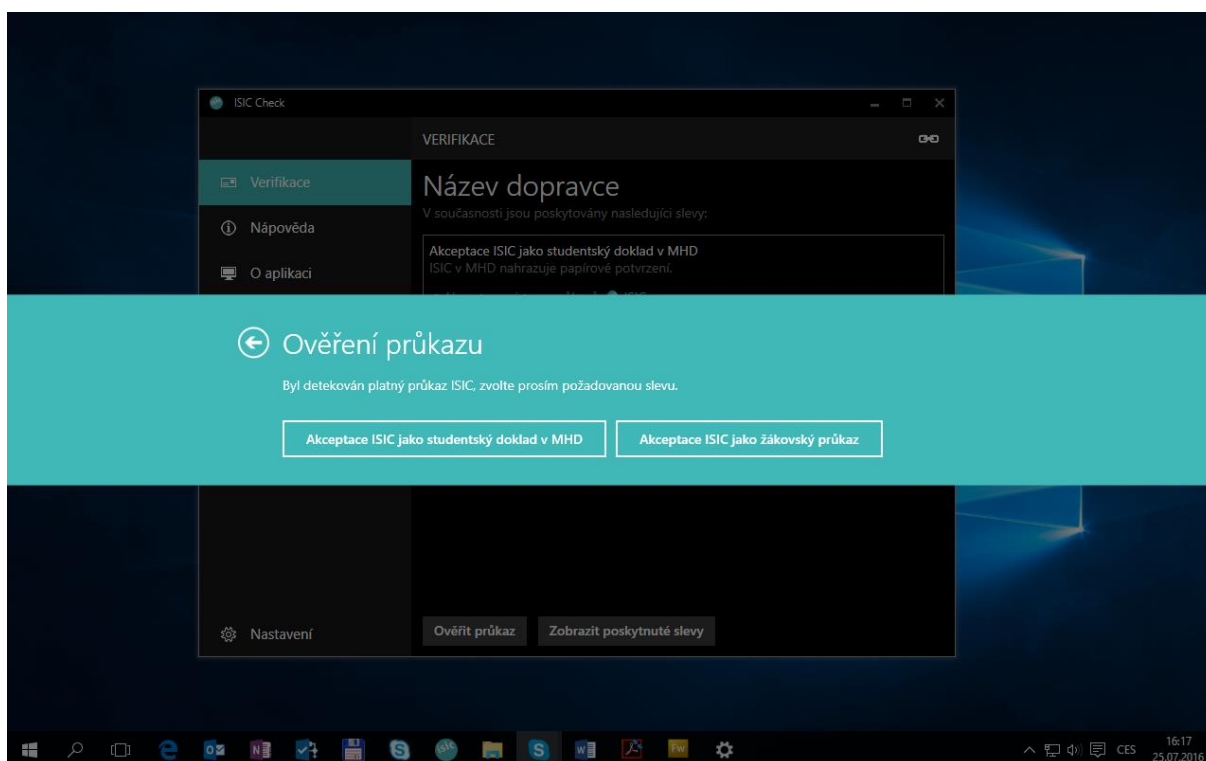 ISIC Check
VERIFIKACE
Verifikace
Nápověda
O aplikaci
Nastavení
Název dopravce
V současnosti jsou poskytovány nasledující slevy:
Akceptace ISIC jako studentský doklad v MHD
ISIC v MHD nahrazuje papírové potvrzení.
Ověření průkazu
Byl detekován platný průkaz ISIC, zvolte prosím požadovanou slevu.
Akceptace ISIC jako studentský doklad v MHD
Akceptace ISIC jako žákovský průkaz
Ověřit průkaz
Zobrazit poskytnuté slevy
CES
16:17
25.07.2016